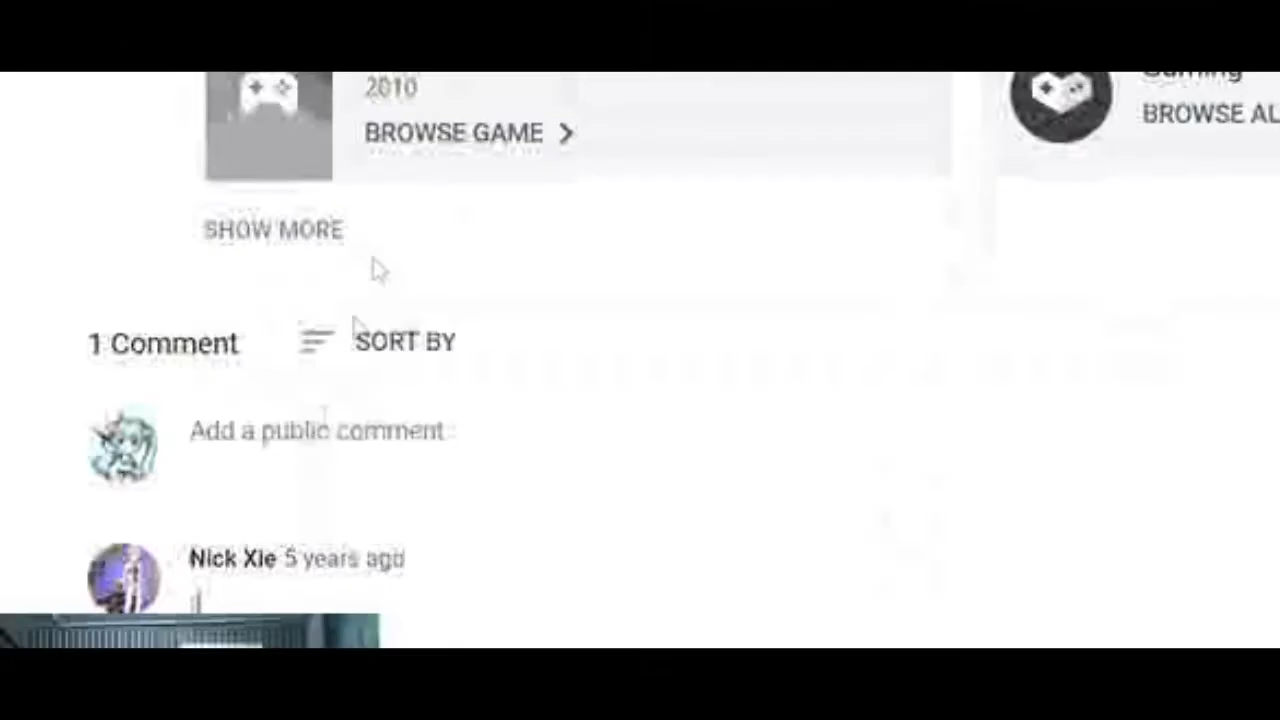 2010
Gaming
BROWSE GAME
BROWSE AL
SHOW MORE
1 Comment
SORT BY
Add a public comment
Nick Xie 5 years ago